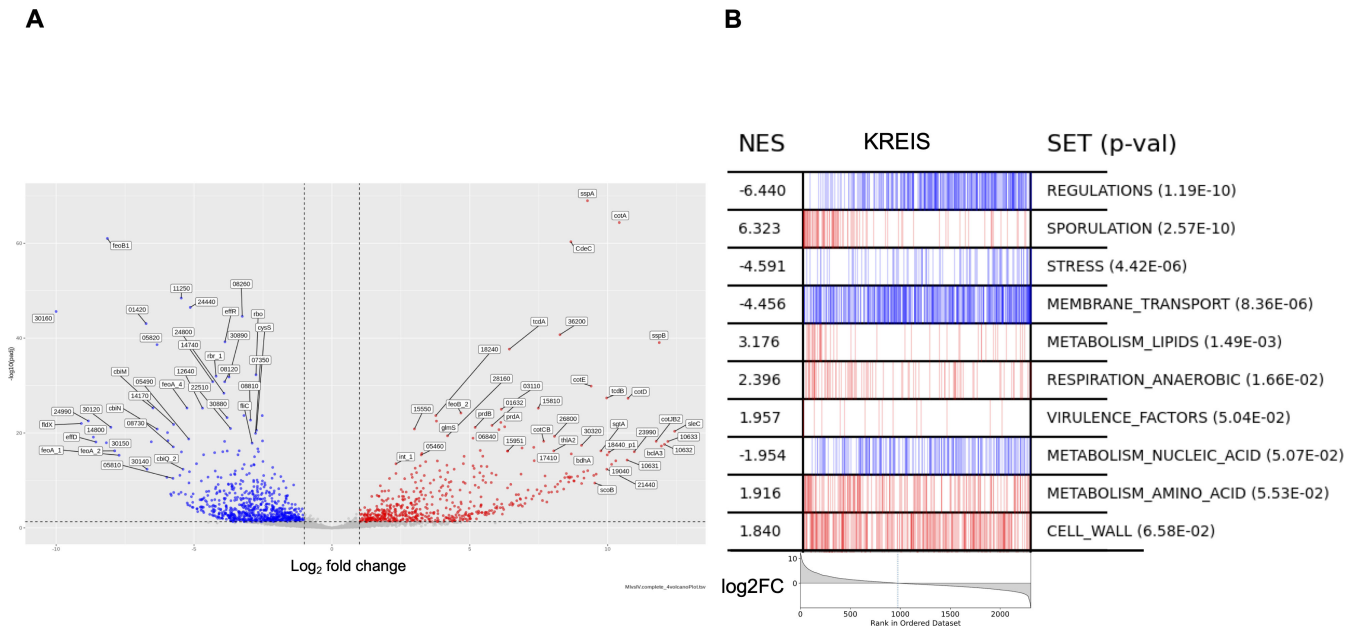 A
B
sspA
cotA
CdeC
feoB1
11250
24440
08260
30160
01420
effR
rbo
cysS
05820
24800
30890
14740
rbr_1
08120
07350
cbiM
05490
feoA_4
12640
22510
08810
14170
24990
30120
cbiN
30880
fliC
fldX
14800
08730
effD
30150
feoA_1
feoA_2
30140
cbiQ_2
05810
tcdA
36200
sspB
18240
28160
cotE
03110
tcdB
cotD
15550
feoB_2
01632
15810
prdB
prdA
glmS
26800
sgtA
cotJB2
06840
cotCB
30320
23990
sleC
05460
15951
thlA2
18440_p1
10633
int_1
17410
bdhA
bclA3
10632
10631
19040
scoB
21440
-log10(padj)
60
40
20
0
-10
-5
0
5
10
Log2 fold change
MivsIV.complete_4volcanoPlot.tsv
NES
KREIS
SET (p-val)
-6.440
REGULATIONS (1.19E-10)
6.323
SPORULATION (2.57E-10)
-4.591
STRESS (4.42E-06)
-4.456
MEMBRANE_TRANSPORT (8.36E-06)
3.176
METABOLISM_LIPIDS (1.49E-03)
2.396
RESPIRATION_ANAEROBIC (1.66E-02)
1.957
VIRULENCE_FACTORS (5.04E-02)
-1.954
METABOLISM_NUCLEIC_ACID (5.07E-02)
1.916
METABOLISM_AMINO_ACID (5.53E-02)
1.840
CELL_WALL (6.58E-02)
log2FC
10
0
0
500
1000
1500
2000
Rank in Ordered Dataset